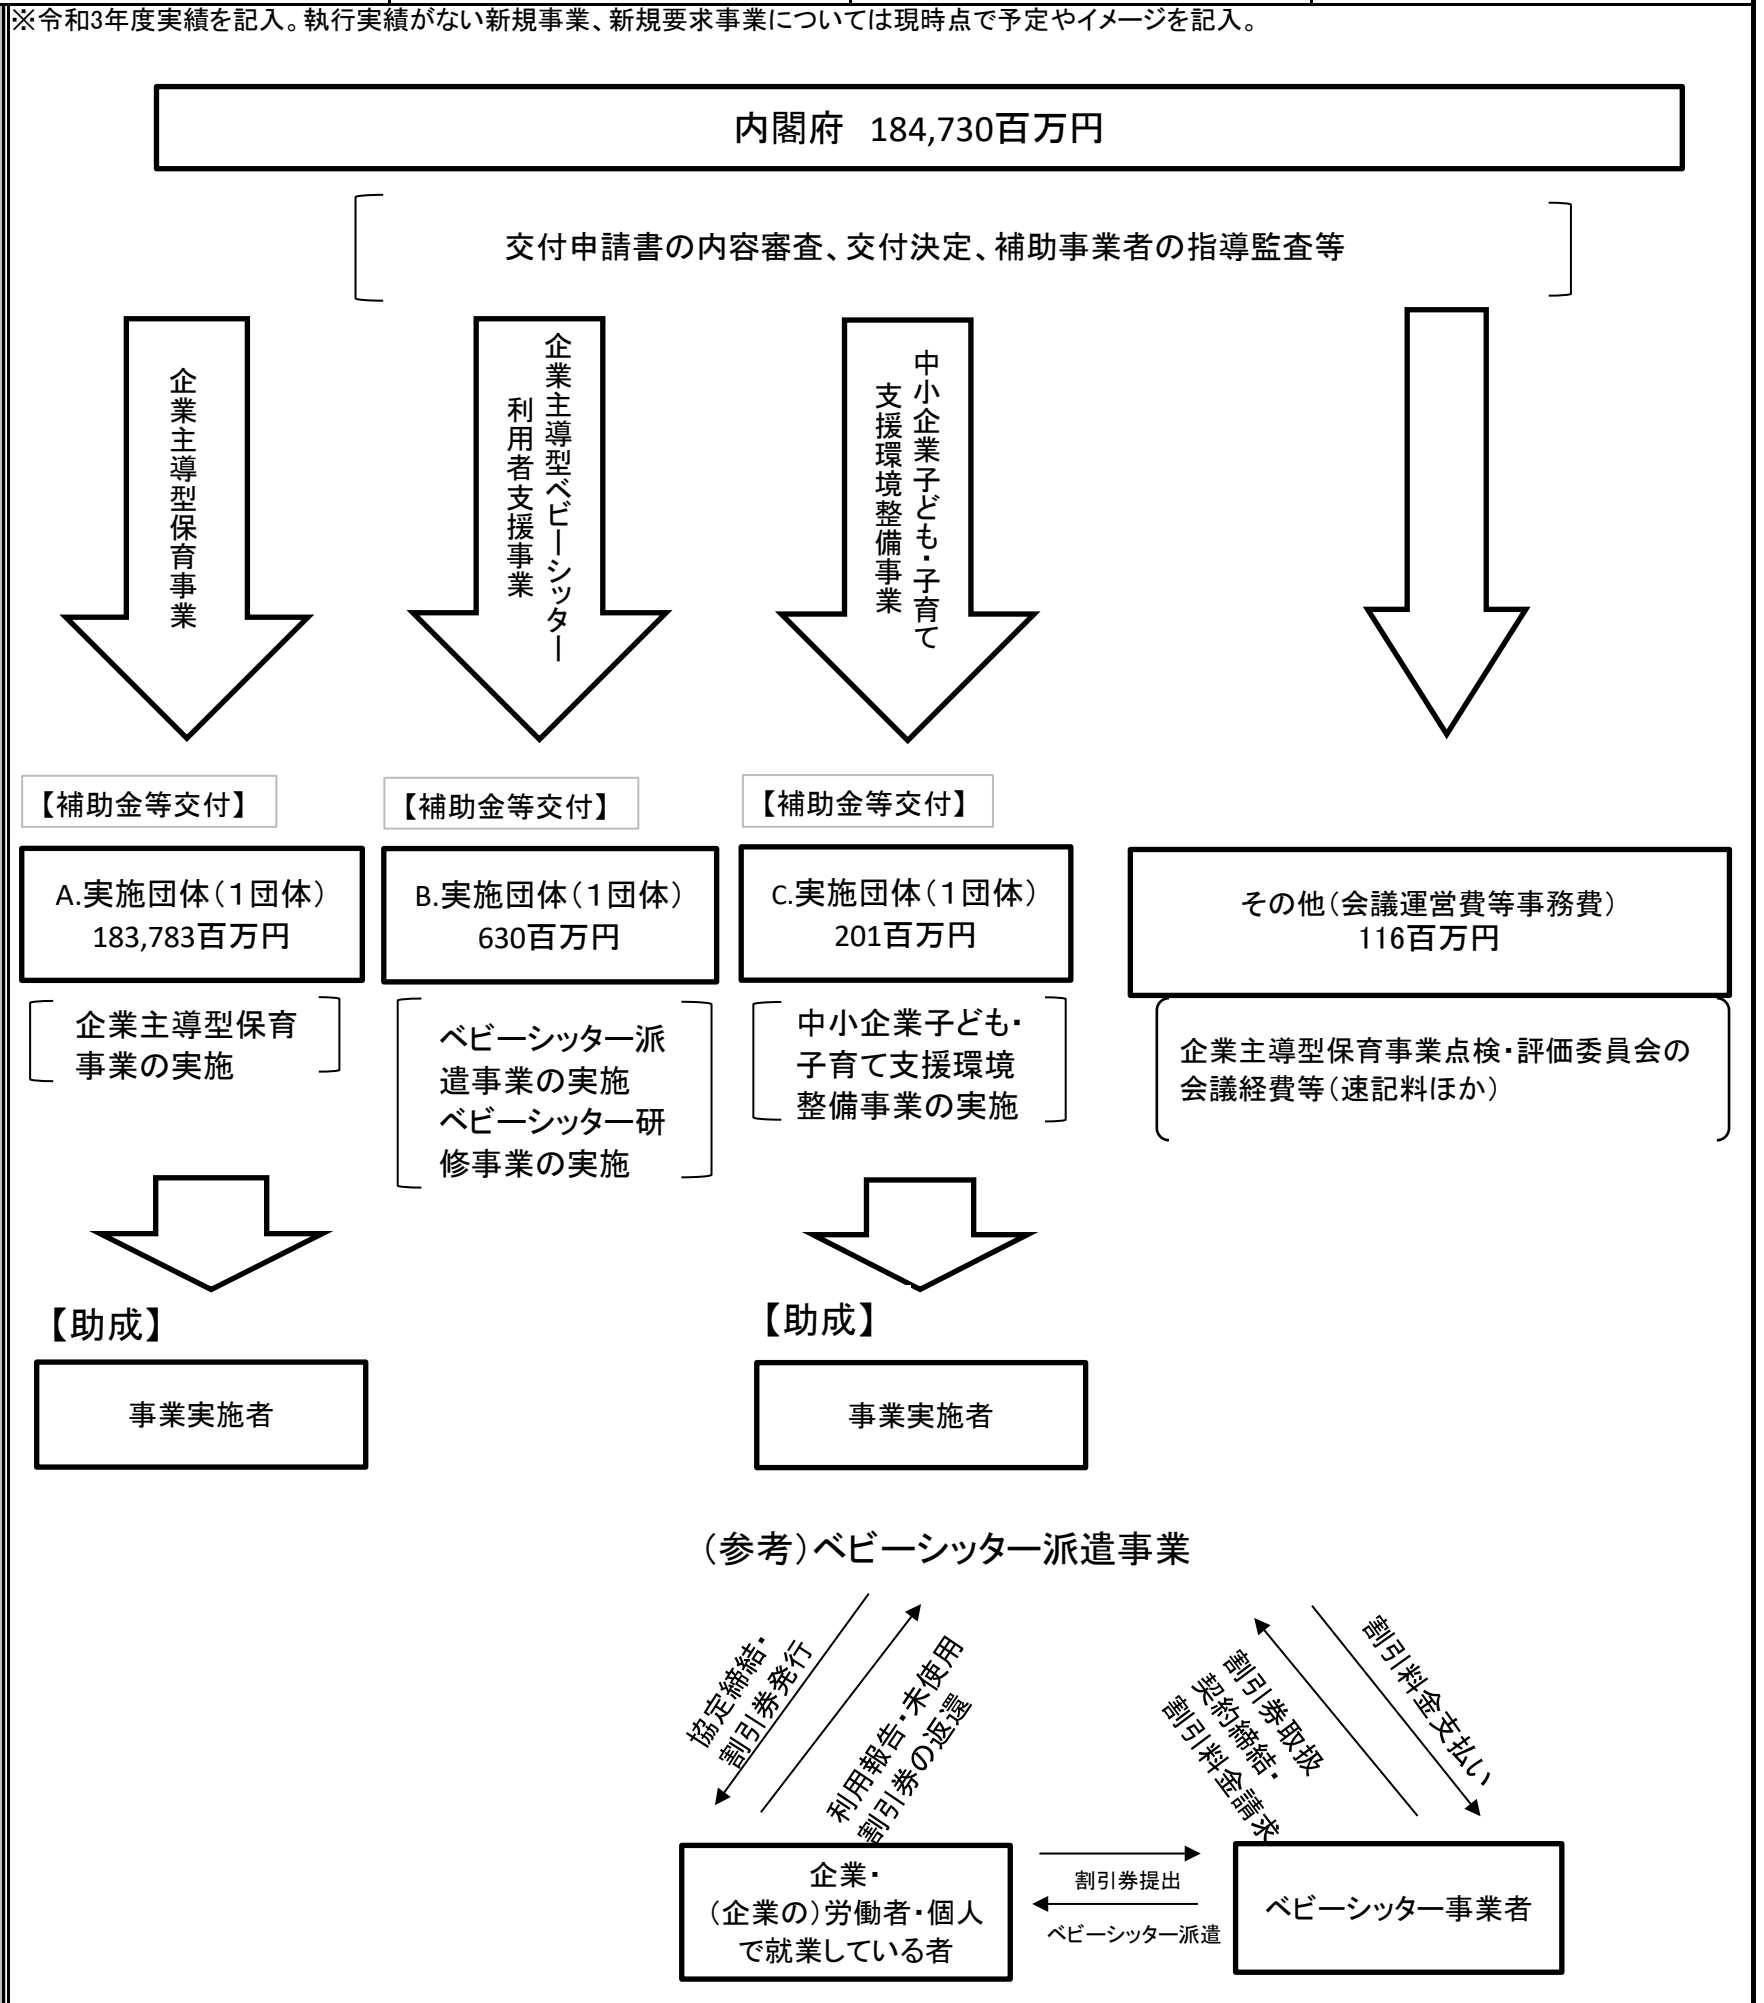 ※令和3年度実績を記入。執行実績がない新規事業、新規要求事業については現時点で予定やイメージを記入。
内閣府　184,730百万円
交付申請書の内容審査、交付決定、補助事業者の指導監査等
企業主導型保育事業
企業主導型ベビーシッター
利用者支援事業
中小企業子ども・子育て
支援環境整備事業
【補助金等交付】
【補助金等交付】
【補助金等交付】
A.実施団体（１団体）
183,783百万円
B.実施団体（１団体）
630百万円
C.実施団体（１団体）
201百万円
その他（会議運営費等事務費）
116百万円
企業主導型保育
事業の実施
ベビーシッター派
遣事業の実施
ベビーシッター研
修事業の実施
中小企業子ども・
子育て支援環境
整備事業の実施
企業主導型保育事業点検・評価委員会の
会議経費等（速記料ほか）
【助成】
【助成】
事業実施者
事業実施者
（参考）ベビーシッター派遣事業
協定締結・
割引券発行
利用報告・未使用
割引券の返還
割引券取扱
契約締結・
割引料金請求
割引料金支払い
企業・
（企業の）労働者・個人
で就業している者
割引券提出
ベビーシッター派遣
ベビーシッター事業者